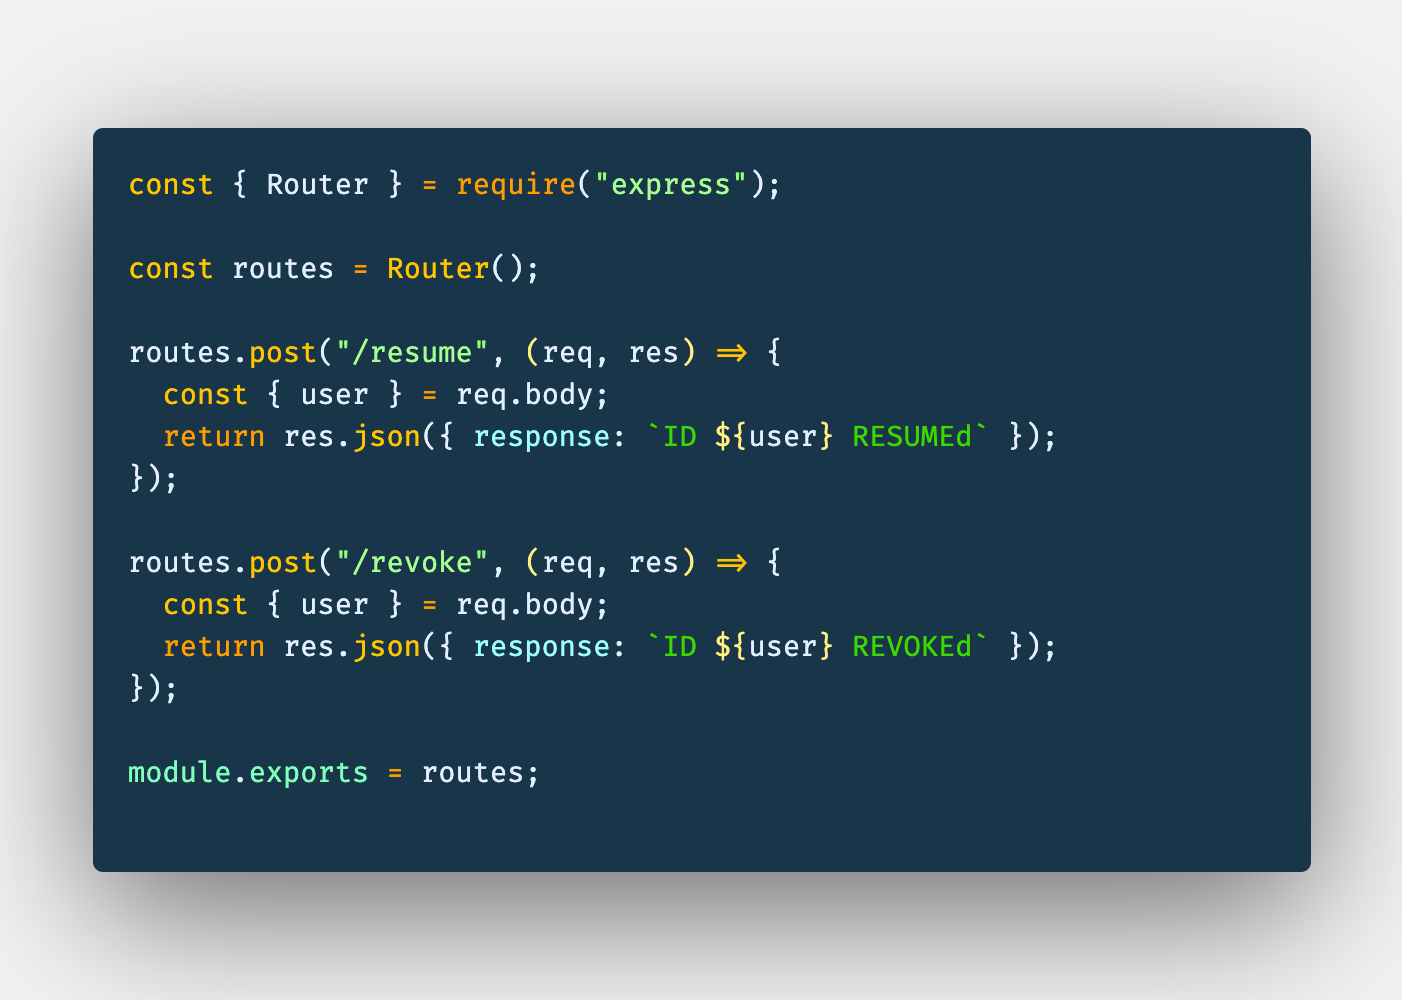 const { Router } = require("express");
const routes = Router();
routes.post("/resume", (req, res) => {
  const { user } = req.body;
  return res.json({ response: `ID ${user} RESUMEd` });
});
routes.post("/revoke", (req, res) => {
  const { user } = req.body;
  return res.json({ response: `ID ${user} REVOKEd` });
});
module.exports = routes;